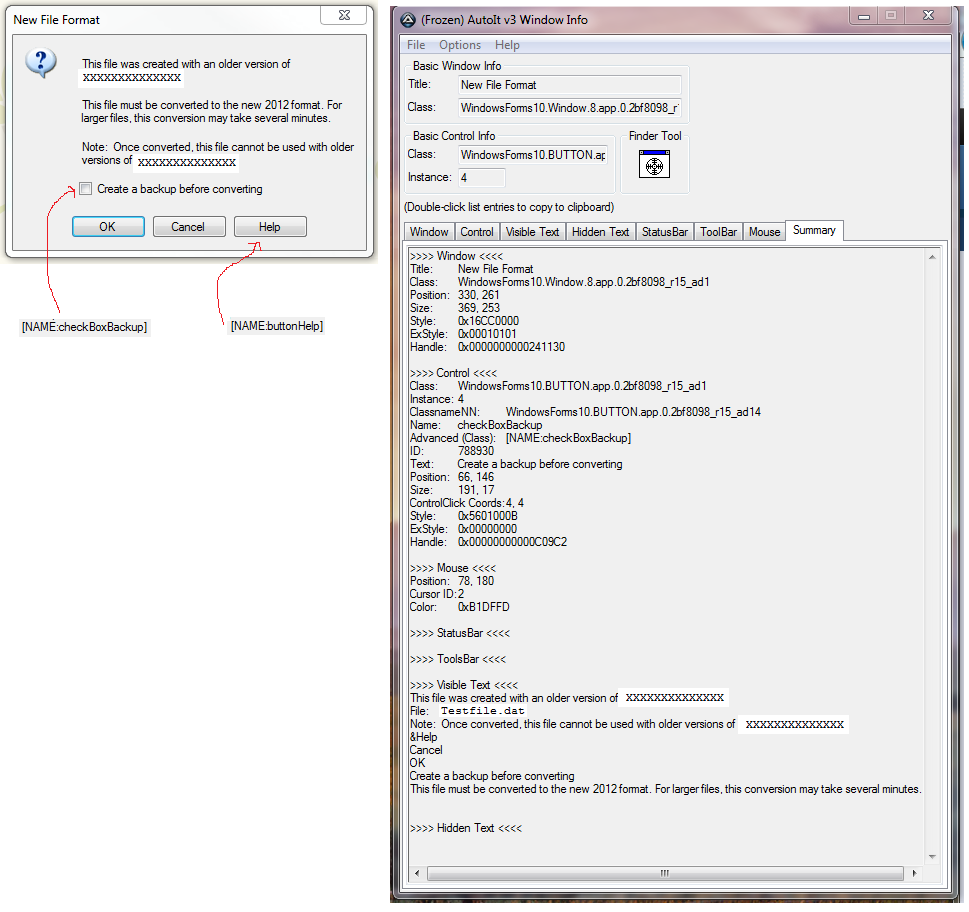 New File Format
This file was created with an older version of
XXXXXXXXXXXXXX
This file must be converted to the new 2012 format. For
larger files, this conversion may take several minutes.
Note: Once converted, this file cannot be used with older
versions of XXXXXXXXXXXXXX
Create a backup before converting
OK Cancel Help
[NAME:checkBoxBackup] [NAME:buttonHelp]
(Frozen) AutoIt v3 Window Info
File Options Help
Basic Window Info
Title: New File Format
Class: WindowsForms10.Window.8.app.0.2bf8098_r
Basic Control Info Finder Tool
Class: WindowsForms10.BUTTON.ap
Instance: 4
(Double-click list entries to copy to clipboard)
Window Control Visible Text Hidden Text StatusBar ToolBar Mouse Summary
>>>> Window <<<<
Title: New File Format
Class: WindowsForms10.Window.8.app.0.2bf8098_r15_ad1
Position: 330, 261
Size: 369, 253
Style: 0x16CC0000
ExStyle: 0x00010101
Handle: 0x0000000000241130
>>>> Control <<<<
Class: WindowsForms10.BUTTON.app.0.2bf8098_r15_ad1
Instance: 4
ClassnameNN: WindowsForms10.BUTTON.app.0.2bf8098_r15_ad14
Name: checkBoxBackup
Advanced (Class): [NAME:checkBoxBackup]
ID: 788930
Text: Create a backup before converting
Position: 66, 146
Size: 191, 17
ControlClick Coords: 4, 4
Style: 0x5601000B
ExStyle: 0x00000000
Handle: 0x00000000000C09C2
>>>> Mouse <<<<
Position: 78, 180
Cursor ID: 2
Color: 0xB1DFFD
>>>> StatusBar <<<<
>>>> ToolsBar <<<<
>>>> Visible Text <<<<
This file was created with an older version of XXXXXXXXXXXXXX
File: Testfile.dat
Note: Once converted, this file cannot be used with older versions of XXXXXXXXXXXXXX
&Help
Cancel
OK
Create a backup before converting
This file must be converted to the new 2012 format. For larger files, this conversion may take several minutes.
>>>> Hidden Text <<<<